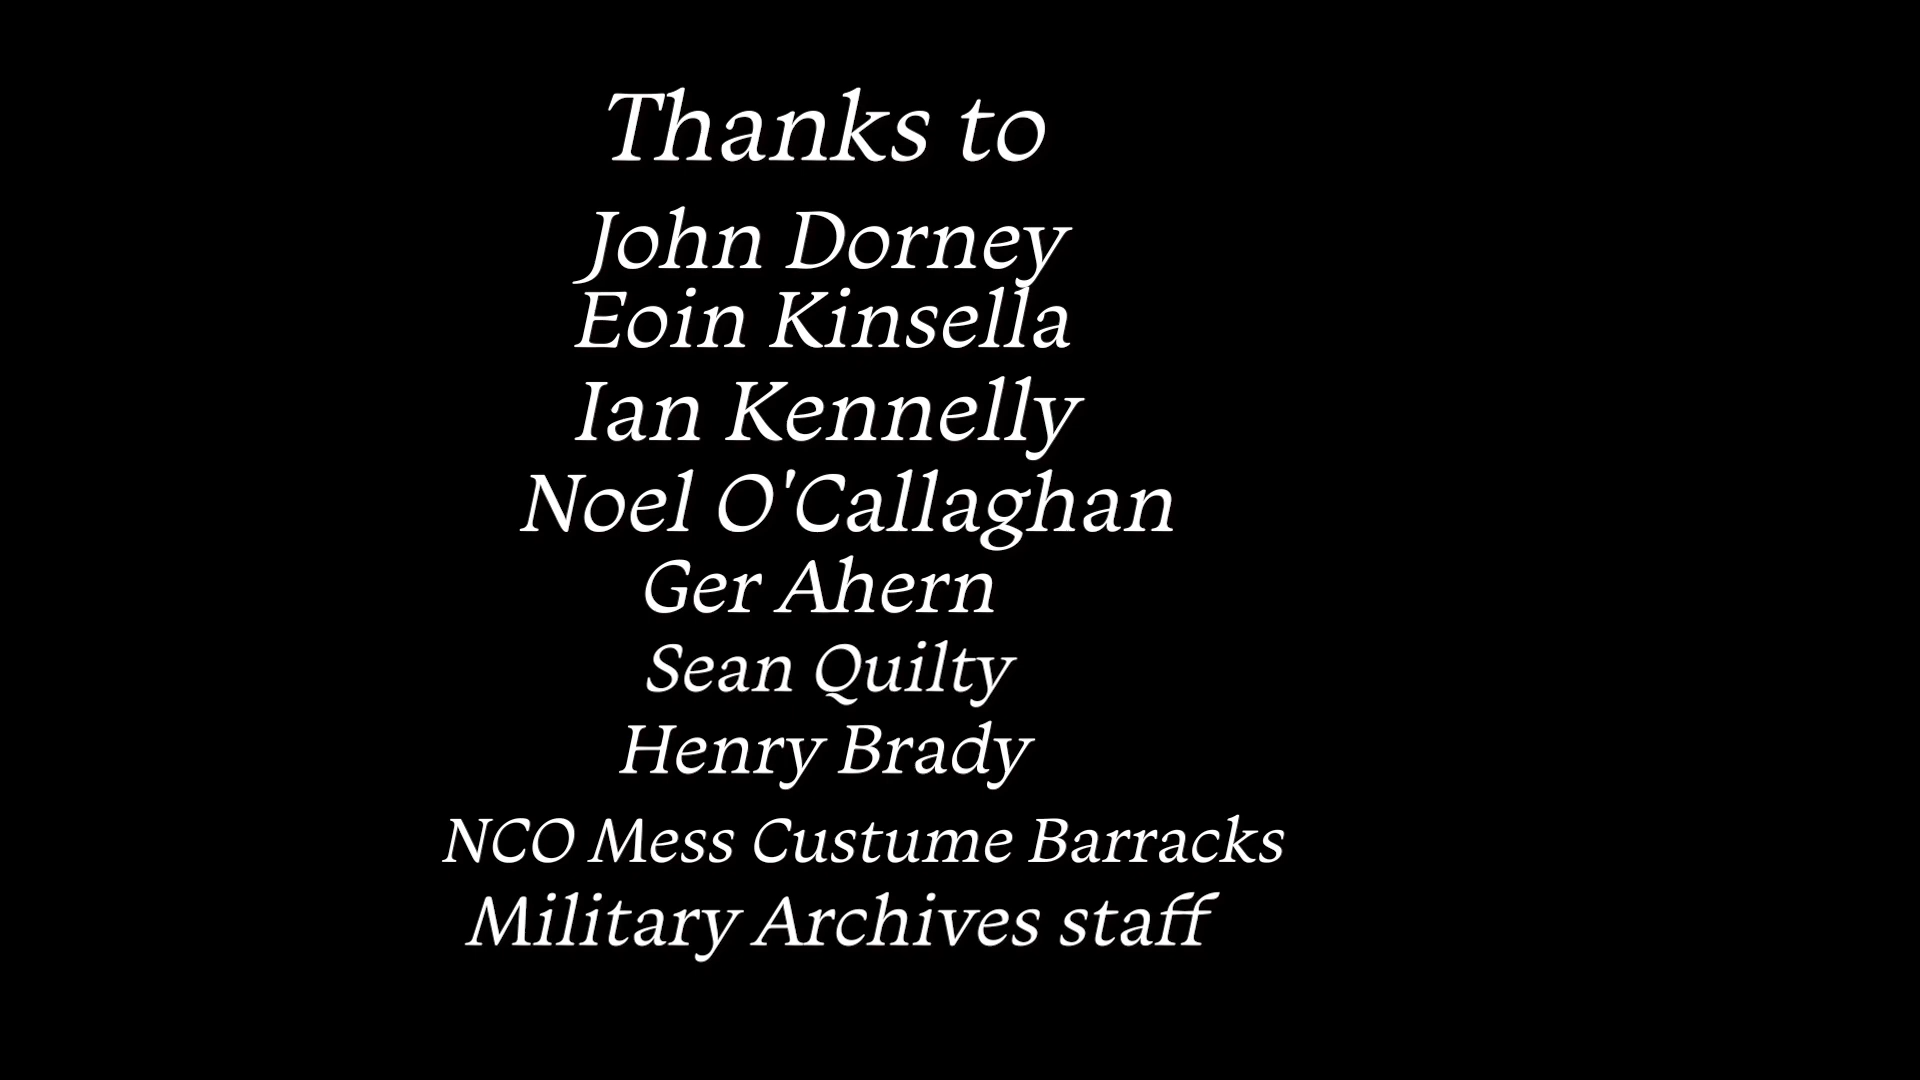 Thanks to
John Dorney
Eoin Kinsella
Ian Kennelly
Noel O'Callaghan
Ger Ahern
Sean Quilty
Henry Brady
NCO Mess Custume Barracks
Military Archives staff